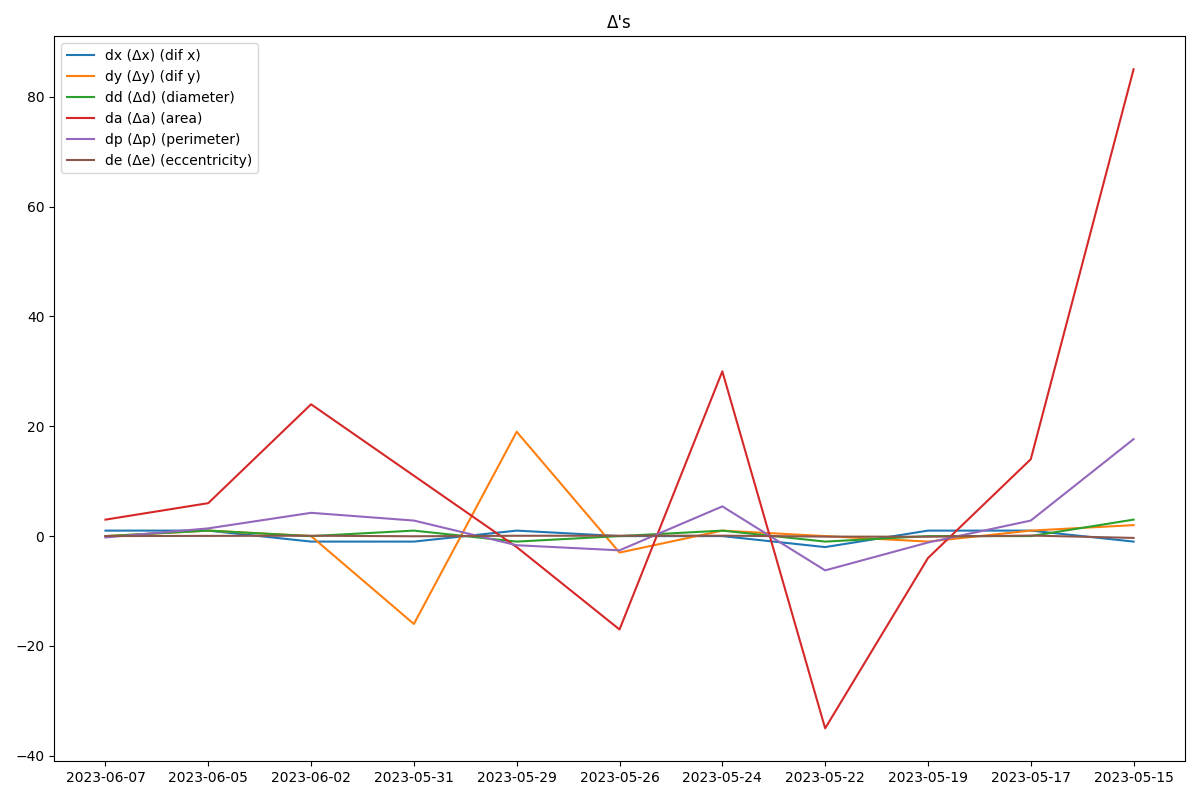 Δ's
dx (Δx) (dif x)
dy (Δy) (dif y)
dd (Δd) (diameter)
da (Δa) (area)
dp (Δp) (perimeter)
de (Δe) (eccentricity)
80
60
40
20
0
−20
−40
2023-06-07 2023-06-05 2023-06-02 2023-05-31 2023-05-29 2023-05-26 2023-05-24 2023-05-22 2023-05-19 2023-05-17 2023-05-15